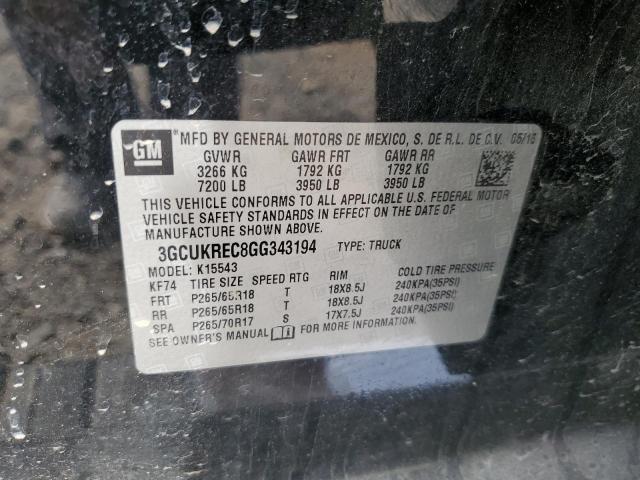 GM ® MFD BY GENERAL MOTORS DE MEXICO, S. DE R.L. DE C.V. 05/16
GVWR GAWR FRT GAWR RR
3266 KG 1792 KG 1792 KG
7200 LB 3950 LB 3950 LB
THIS VEHICLE CONFORMS TO ALL APPLICABLE U.S. FEDERAL MOTOR
VEHICLE SAFETY STANDARDS IN EFFECT ON THE DATE OF
MANUFACTURE SHOWN ABOVE.
3GCUKREC8GG343194 TYPE: TRUCK
MODEL: K15543
KF74 TIRE SIZE SPEED RTG RIM COLD TIRE PRESSURE
FRT P265/65R18 T 18X8.5J 240KPA(35PSI)
RR P265/65R18 T 18X8.5J 240KPA(35PSI)
SPA P265/70R17 S 17X7.5J 240KPA(35PSI)
SEE OWNER'S MANUAL FOR MORE INFORMATION.